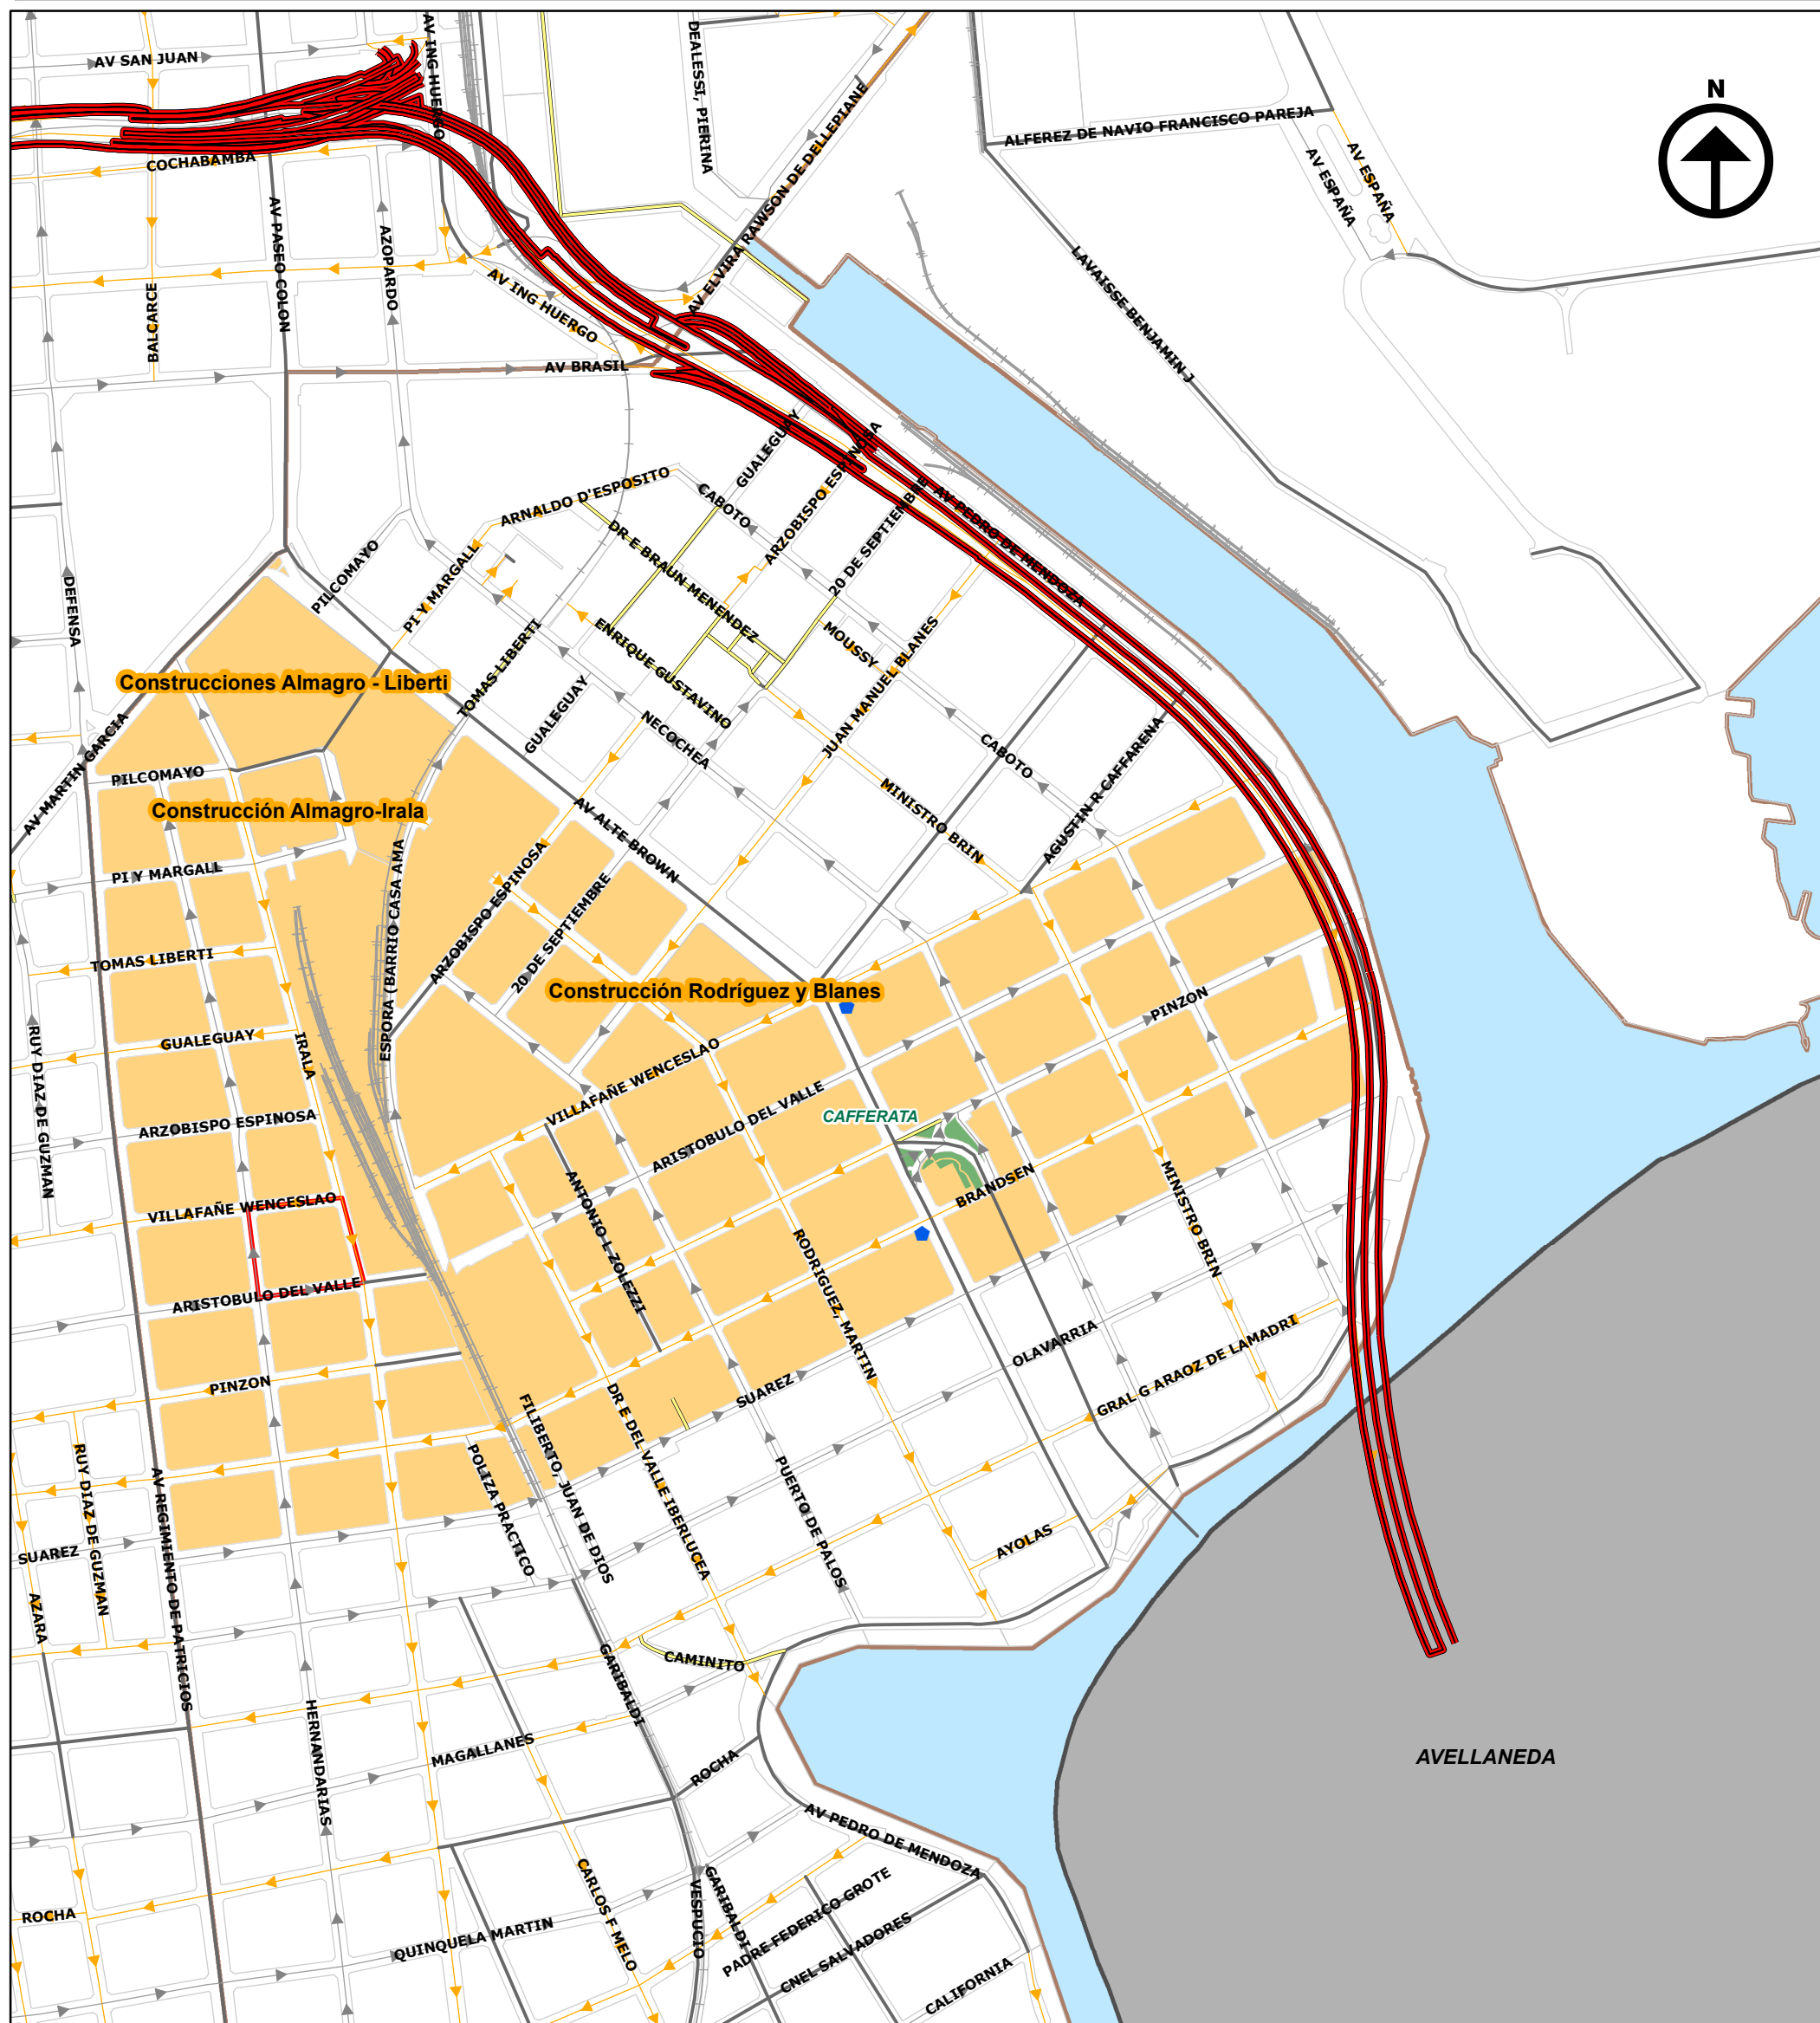 AV SAN JUAN
AV ING HUERGO
DEALESSI, PIERINA
N
ALFEREZ DE NAVIO FRANCISCO PAREJA
AV ESPAÑA
AV ESPAÑA
COCHABAMBA
AV PASEO COLON
AZOPARDO
BALCARCE
AV ELVIRA RAWSON DE DELLEPIANE
LAVAISSE BENJAMIN J
AV ING HUERGO
AV BRASIL
GUALEGUAY
ARZOBISPO ESPINOSA
ARNALDO D'ESPOSITO
CABOTO
20 DE SEPTIEMBRE
AV PEDRO DE MENDOZA
DR E BRAUN MENENDEZ
PILCOMAYO
PI Y MARGALL
DEFENSA
TOMAS LIBERTI
ENRIQUE GUSTAVINO
MOUSSY
JUAN MANUEL BLANES
Construcciones Almagro - Liberti
GUALEGUAY
NECOCHEA
CABOTO
AGUSTIN R CAFFARENA
AV MARTIN GARCIA
PILCOMAYO
Construcción Almagro-Irala
AV ALTE BROWN
MINISTRO BRIN
PI Y MARGALL
ESPORA (BARRIO CASA AMA
ARZOBISPO ESPINOSA
20 DE SEPTIEMBRE
TOMAS LIBERTI
Construcción Rodríguez y Blanes
PINZON
RUY DIAZ DE GUZMAN
GUALEGUAY
IRALA
VILLAFAÑE WENCESLAO
ARISTOBULO DEL VALLE
CAFFERATA
ARZOBISPO ESPINOSA
VILLAFAÑE WENCESLAO
ANTONIO L ZOLEZZI
BRANDSEN
MINISTRO BRIN
RODRIGUEZ, MARTIN
ARISTOBULO DEL VALLE
OLAVARRIA
GRAL G ARAOZ DE LAMADRI
PINZON
SUAREZ
RUY DIAZ DE GUZMAN
AV REGIMIENTO DE PATRICIOS
POLIZA PRACTICO
FILIBERTO, JUAN DE DIOS
DR E DEL VALLE IBERLUCEA
PUERTO DE PALOS
AYOLAS
SUAREZ
AZARA
CAMINITO
GARIBALDI
HERNANDARIAS
MAGALLANES
ROCHA
AVELLANEDA
AV PEDRO DE MENDOZA
ROCHA
QUINQUELA MARTIN
CARLOS F MELO
VESPUCIO
GARIBALDI
PADRE FEDERICO GROTE
CNEL SALVADORES
CALIFORNIA